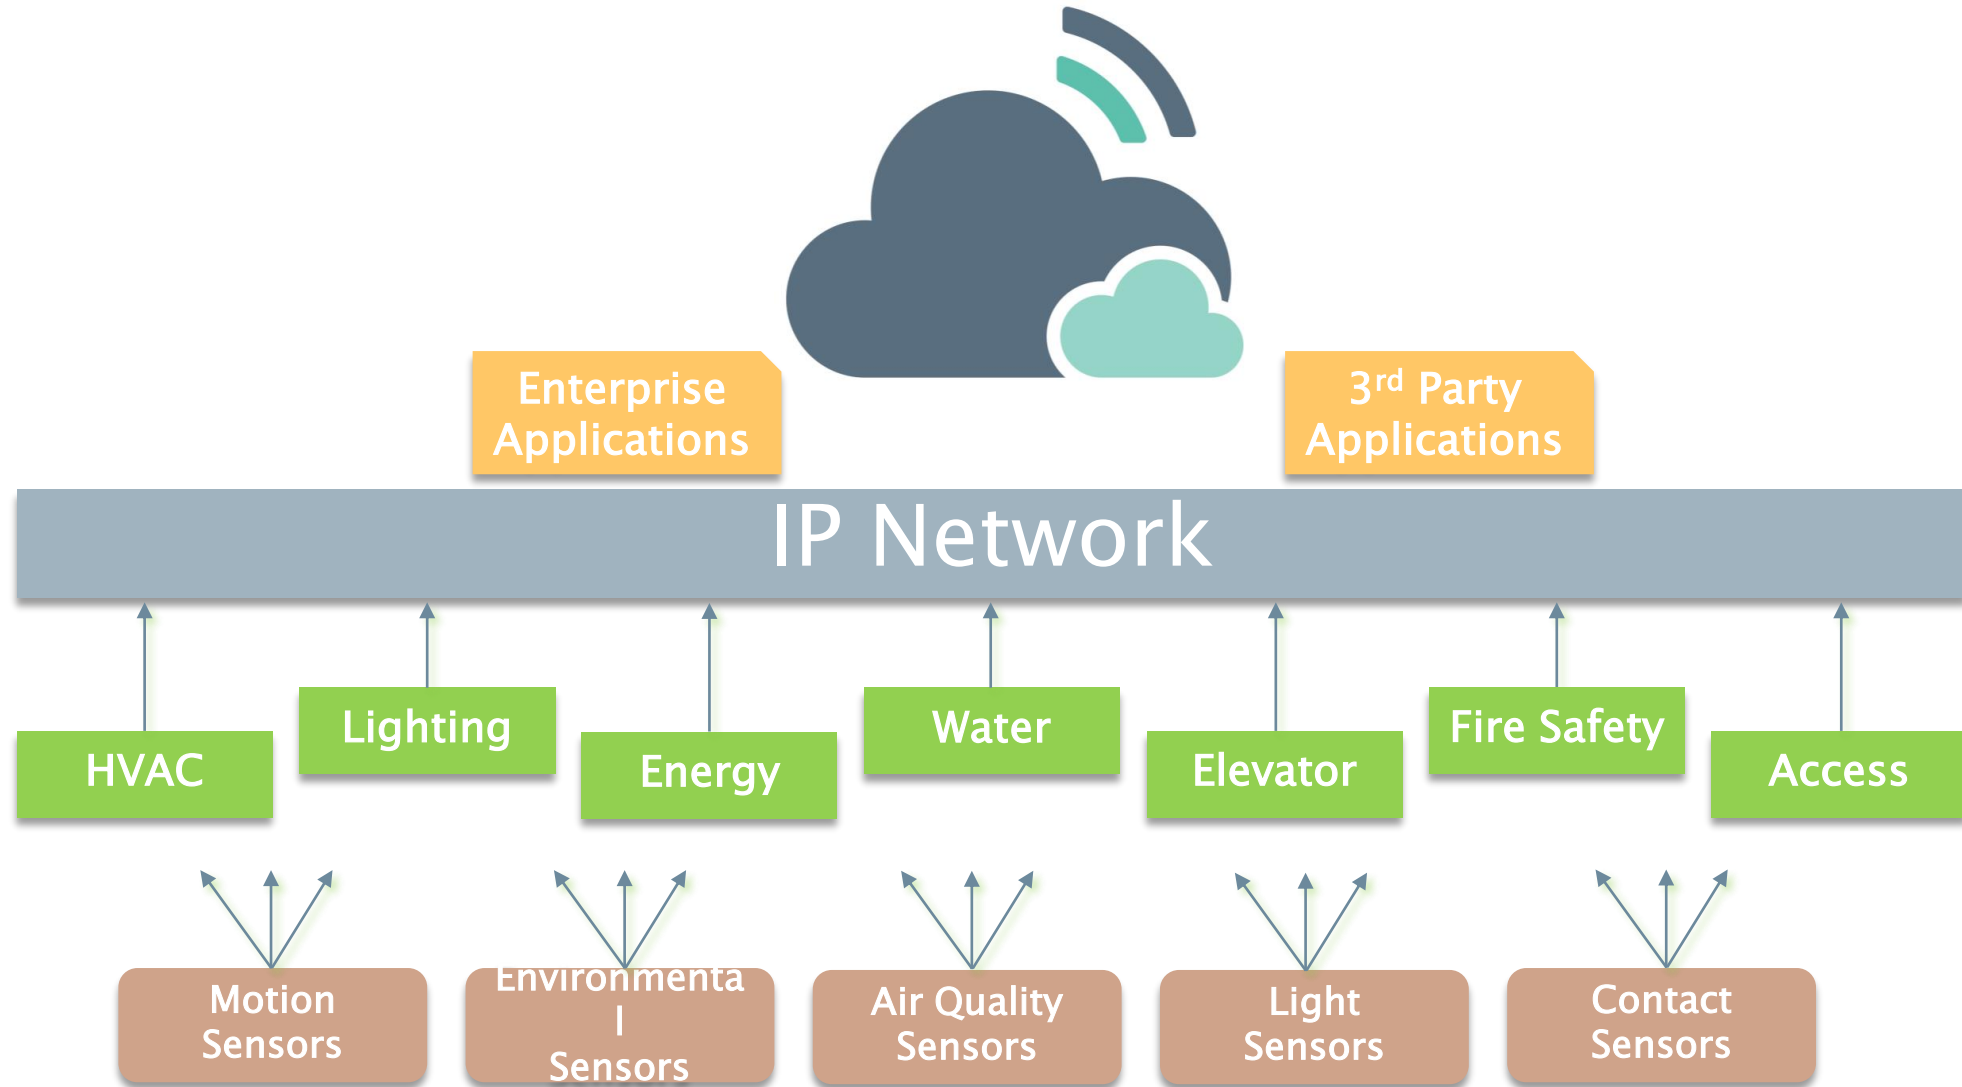 Enterprise
Applications
3rd Party
Applications
IP Network
Lighting
Water
Fire Safety
HVAC
Energy
Elevator
Access
Motion
Sensors
Environmenta
l
Sensors
Air Quality
Sensors
Light
Sensors
Contact
Sensors